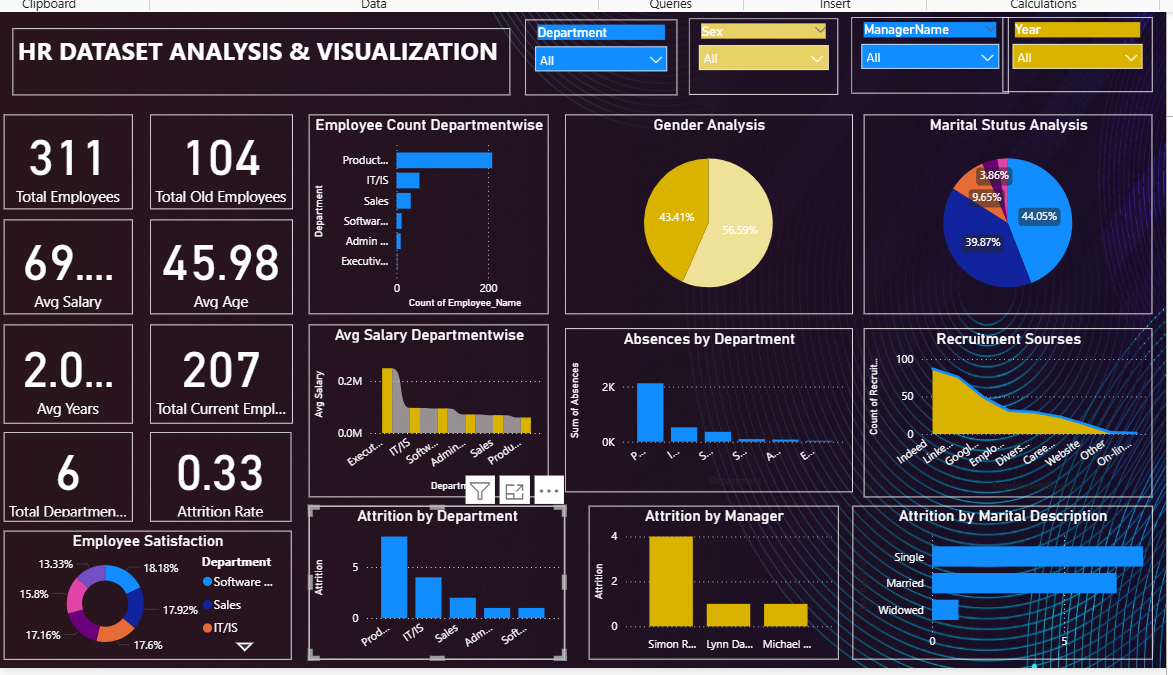 Clipboard
Data
Queries
Insert
Calculations
HR DATASET ANALYSIS & VISUALIZATION
Department
All
Sex
All
ManagerName
All
Year
All
311
Total Employees
104
Total Old Employees
69....
Avg Salary
45.98
Avg Age
2.0...
Avg Years
207
Total Current Empl...
6
Total Departmen...
0.33
Attrition Rate
Employee Count Departmentwise
Department
Product...
IT/IS
Sales
Softwar...
Admin ...
Executiv...
0
200
Count of Employee_Name
Gender Analysis
43.41%
56.59%
Marital Stutus Analysis
3.86%
9.65%
44.05%
39.87%
Avg Salary Departmentwise
Avg Salary
0.2M
0.0M
Execut...
IT/IS
Softw...
Admin...
Sales
Produ...
Departm
Absences by Department
Sum of Absences
2K
0K
P...
I...
S...
S...
A...
E...
Recruitment Sourses
Count of Recruit...
100
50
0
Indeed
Linke...
Googl...
Emplo...
Divers...
Caree...
Website
Other
On-lin...
Employee Satisfaction
13.33%
18.18%
15.8%
17.92%
17.16%
17.6%
Department
Software ...
Sales
IT/IS
Attrition by Department
Attrition
5
0
Prod...
IT/IS
Sales
Adm...
Soft...
Attrition by Manager
Attrition
4
2
0
Simon R...
Lynn Da...
Michael ...
Attrition by Marital Description
Single
Married
Widowed
0
5